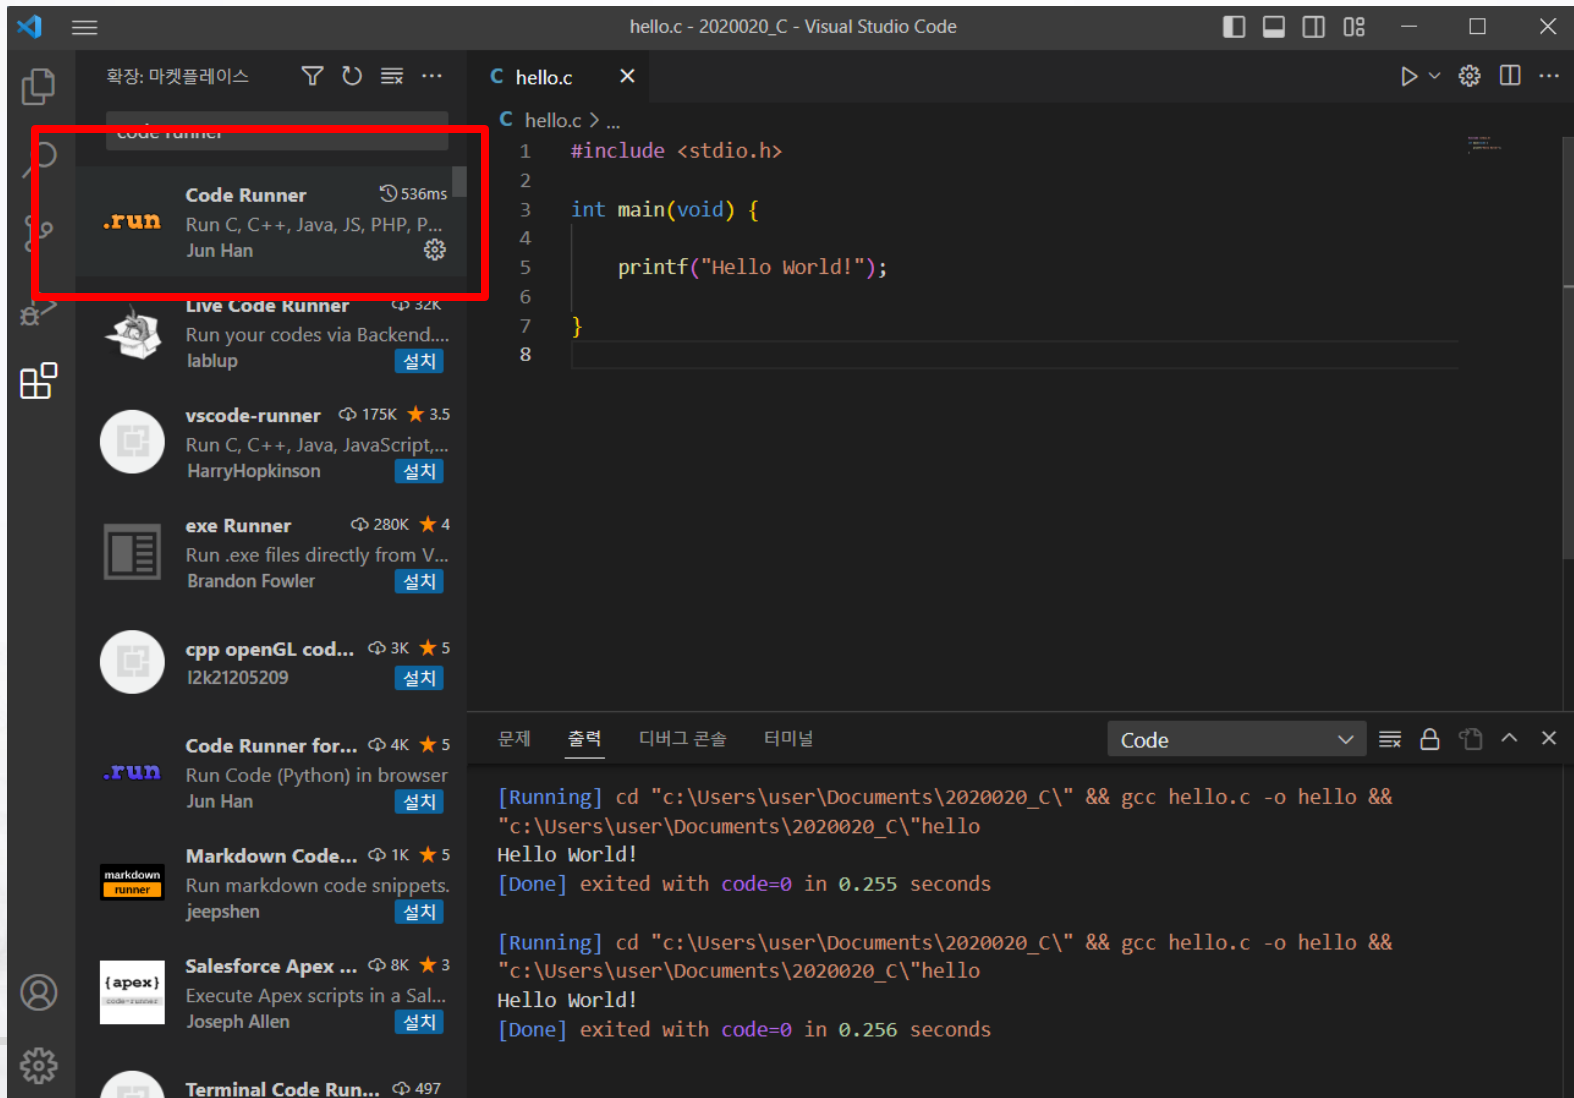 hello.c - 2020020_C - Visual Studio Code
확장: 마켓플레이스
code runner
.run
Code Runner 536ms
Run C, C++, Java, JS, PHP, P...
Jun Han
Live Code Runner 32K
Run your codes via Backend....
lablup 설치
vscode-runner 175K ★ 3.5
Run C, C++, Java, JavaScript,...
HarryHopkinson 설치
exe Runner 280K ★ 4
Run .exe files directly from V...
Brandon Fowler 설치
cpp openGL cod... 3K ★ 5
l2k21205209 설치
.run
Code Runner for... 4K ★ 5
Run Code (Python) in browser
Jun Han 설치
markdown
runner
Markdown Code... 1K ★ 5
Run markdown code snippets.
jeepshen 설치
{apex}
code-runner
Salesforce Apex ... 8K ★ 3
Execute Apex scripts in a Sal...
Joseph Allen 설치
Terminal Code Run... 497
C hello.c
C hello.c > ...
1 #include <stdio.h>
2
3 int main(void) {
4
5 printf("Hello World!");
6
7 }
8
문제 출력 디버그 콘솔 터미널 Code
[Running] cd "c:\Users\user\Documents\2020020_C\" && gcc hello.c -o hello &&
"c:\Users\user\Documents\2020020_C\"hello
Hello World!
[Done] exited with code=0 in 0.255 seconds
[Running] cd "c:\Users\user\Documents\2020020_C\" && gcc hello.c -o hello &&
"c:\Users\user\Documents\2020020_C\"hello
Hello World!
[Done] exited with code=0 in 0.256 seconds